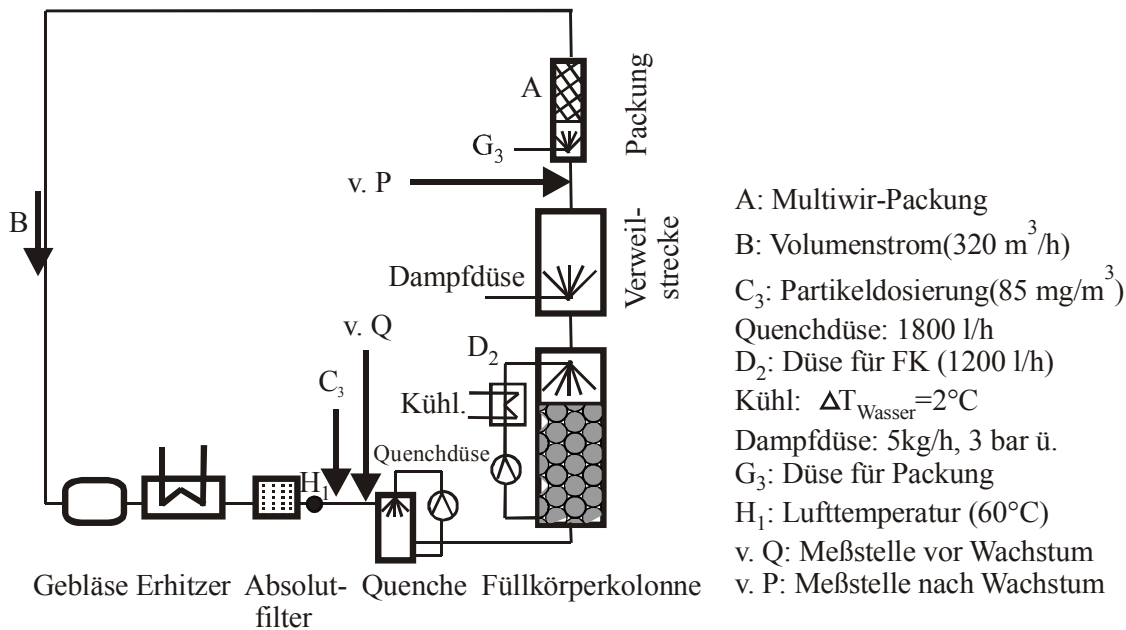 A
Packung
G₃
v. P
B
Verweil-
strecke
Dampfdüse
v. Q
D₂
C₃
Kühl.
Quenchdüse
H₁
Gebläse Erhitzer Absolut- Quenche Füllkörperkolonne
filter
A: Multiwir-Packung
B: Volumenstrom(320 m³/h)
C₃: Partikeldosierung(85 mg/m³)
Quenchdüse: 1800 l/h
D₂: Düse für FK (1200 l/h)
Kühl: ΔT_Wasser=2°C
Dampfdüse: 5kg/h, 3 bar ü.
G₃: Düse für Packung
H₁: Lufttemperatur (60°C)
v. Q: Meßstelle vor Wachstum
v. P: Meßstelle nach Wachstum